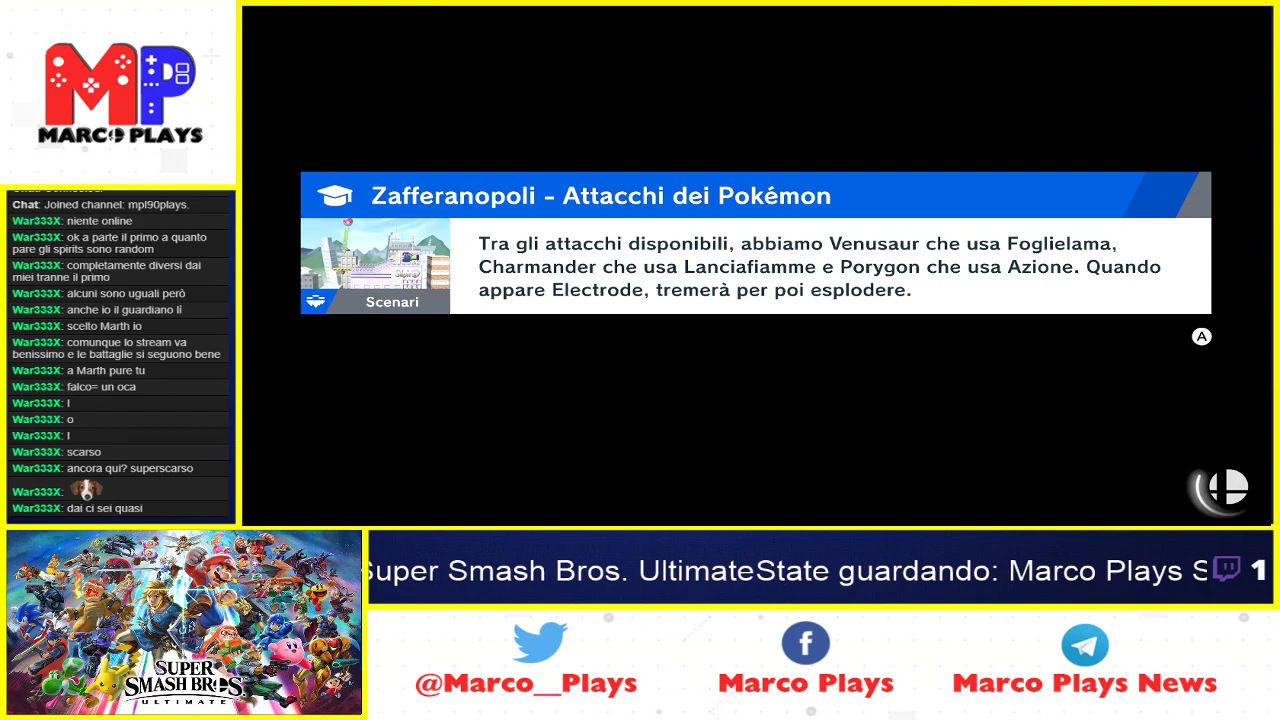 MP
MARCO PLAYS
Chat: Joined channel: mpl90plays.
War333X: niente online
War333X: ok a parte il primo a quanto
pare gli spirits sono random
War333X: completamente diversi dai
miei tranne il primo
War333X: alcuni sono uguali però
War333X: anche io il guardiano lì
War333X: scelto Marth io
War333X: comunque lo stream va
benissimo e le battaglie si seguono bene
War333X: a Marth pure tu
War333X: falco= un oca
War333X: l
War333X: o
War333X: l
War333X: scarso
War333X: ancora qui? superscarso
War333X:
War333X: dai ci sei quasi
Zafferanopoli - Attacchi dei Pokémon
Tra gli attacchi disponibili, abbiamo Venusaur che usa Foglielama,
Charmander che usa Lanciafiamme e Porygon che usa Azione. Quando
appare Electrode, tremerà per poi esplodere.
Scenari
A
SUPER
SMASH BROS.
ULTIMATE
Super Smash Bros. UltimateState guardando: Marco Plays S 1
@Marco__Plays
Marco Plays
Marco Plays News